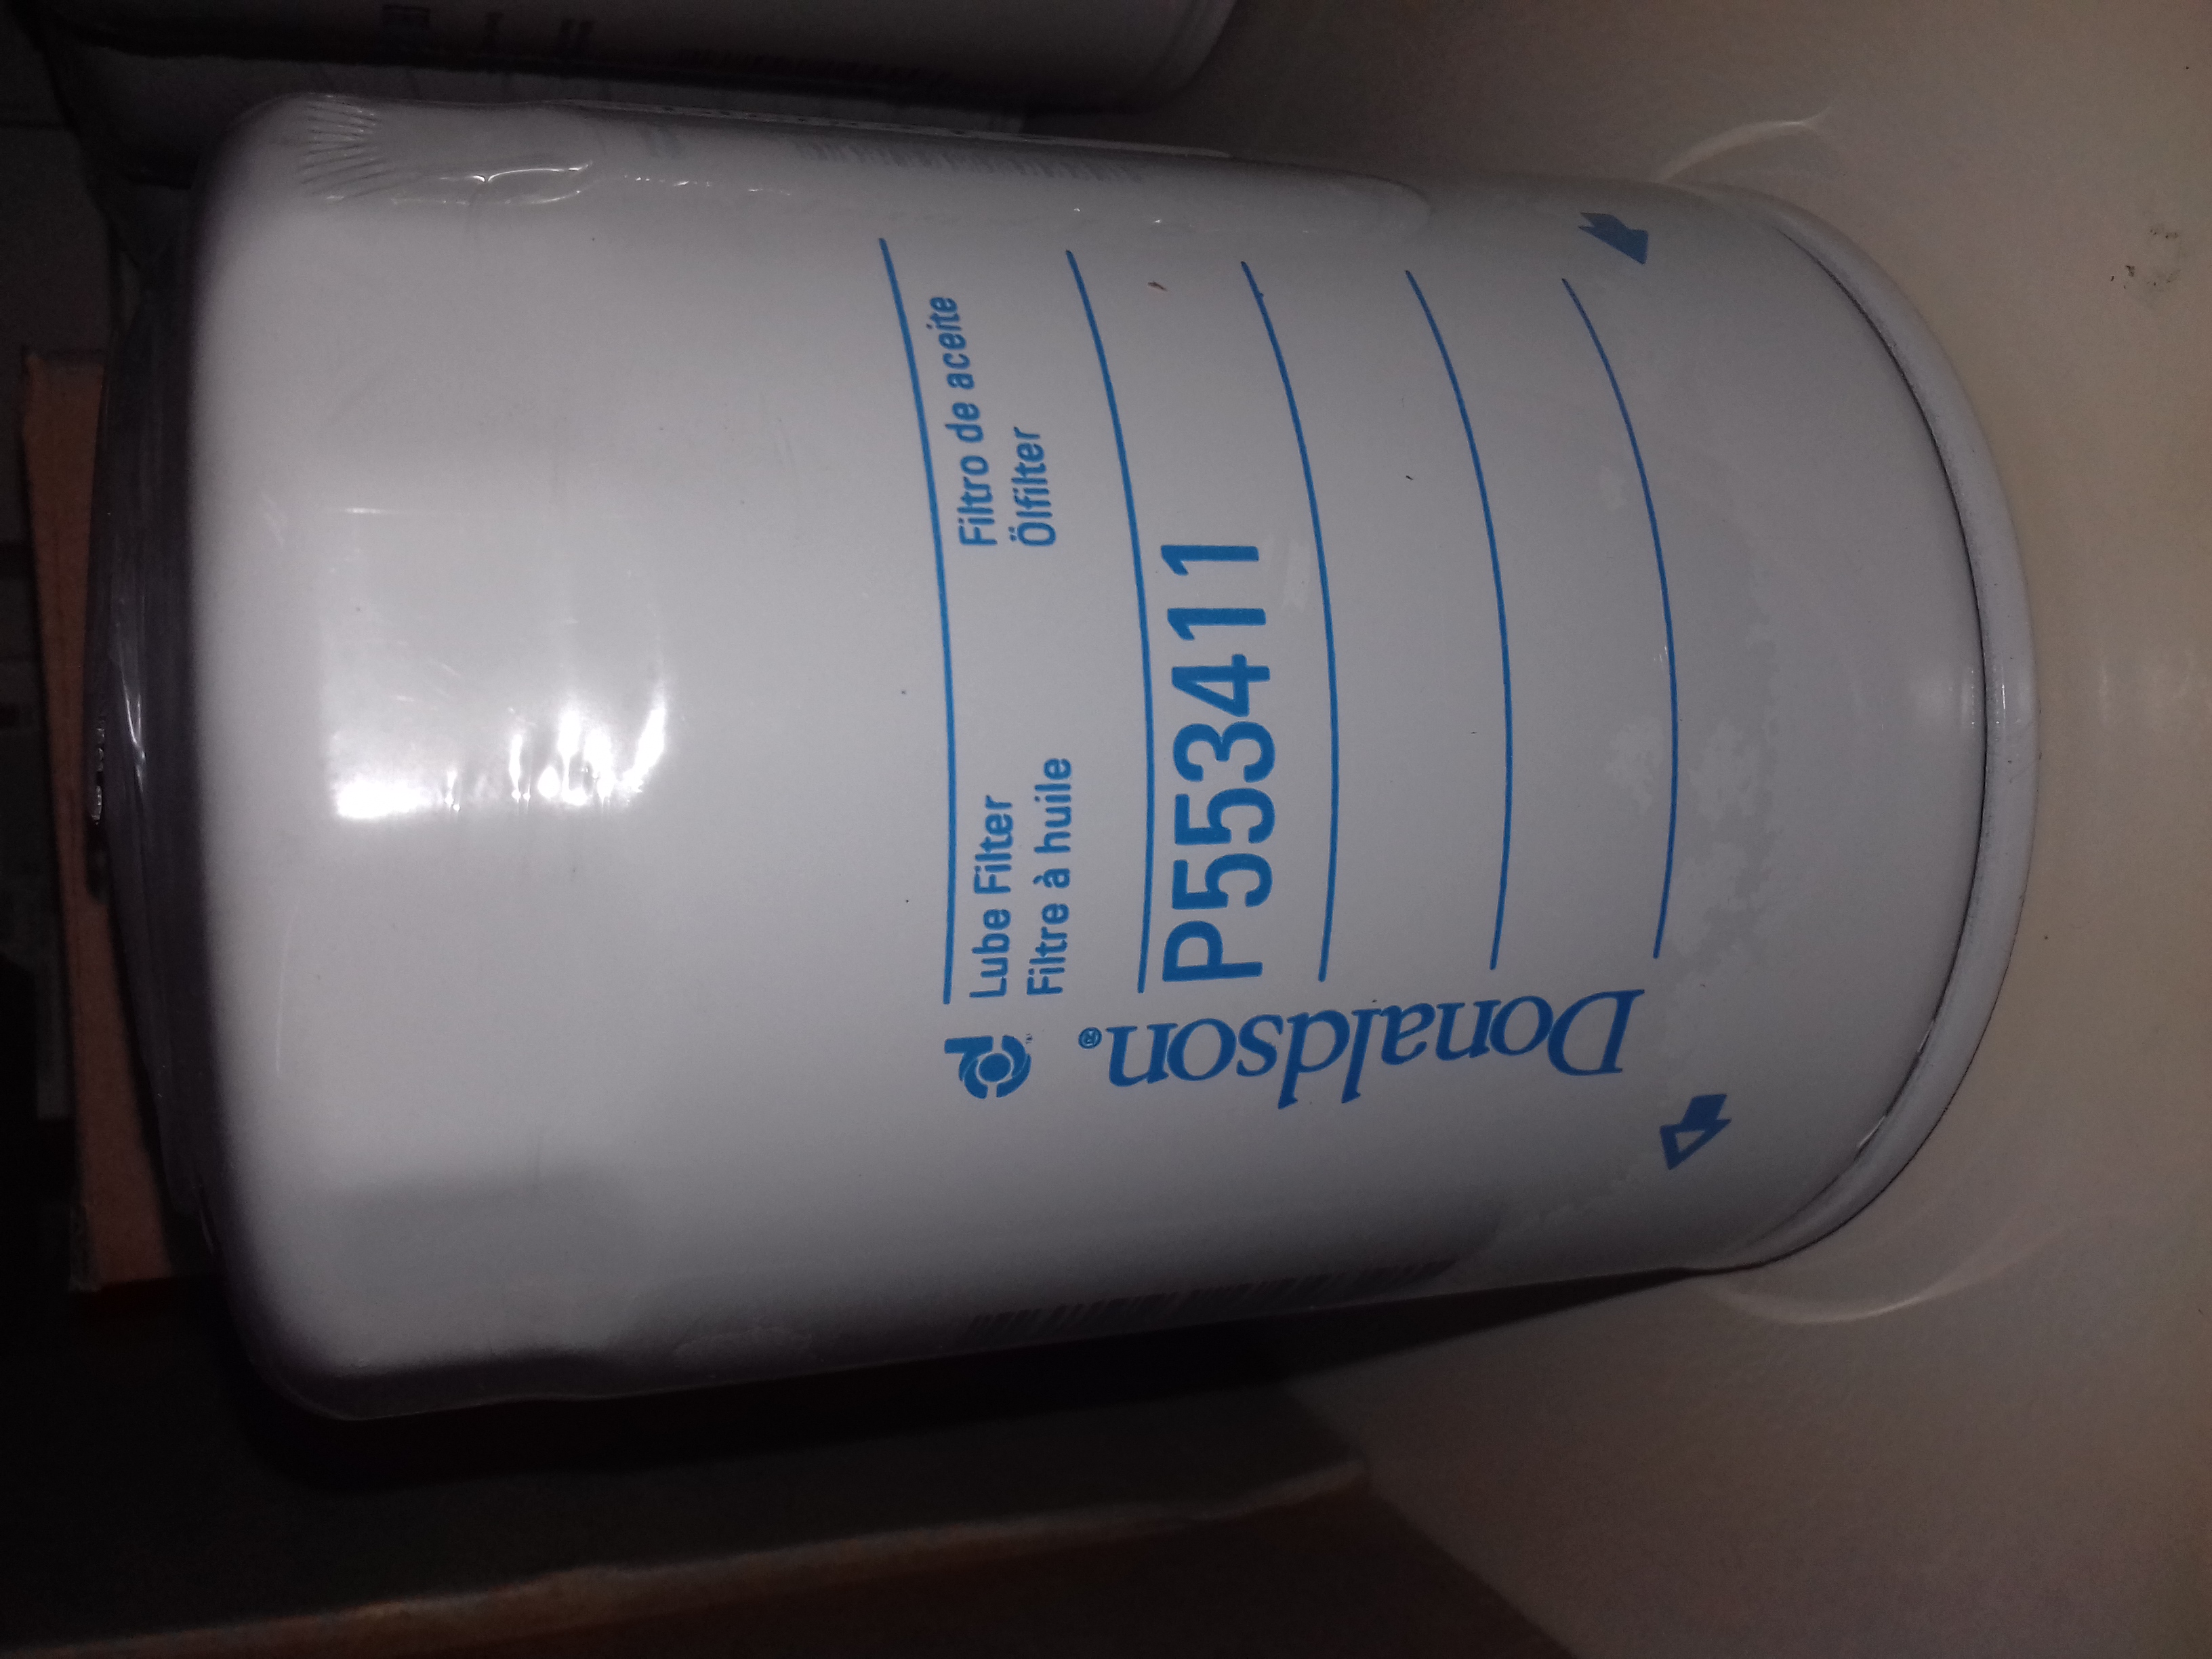 Lube Filter
Filtre à huile
Filtro de aceite
Ölfilter
P553411
Donaldson®